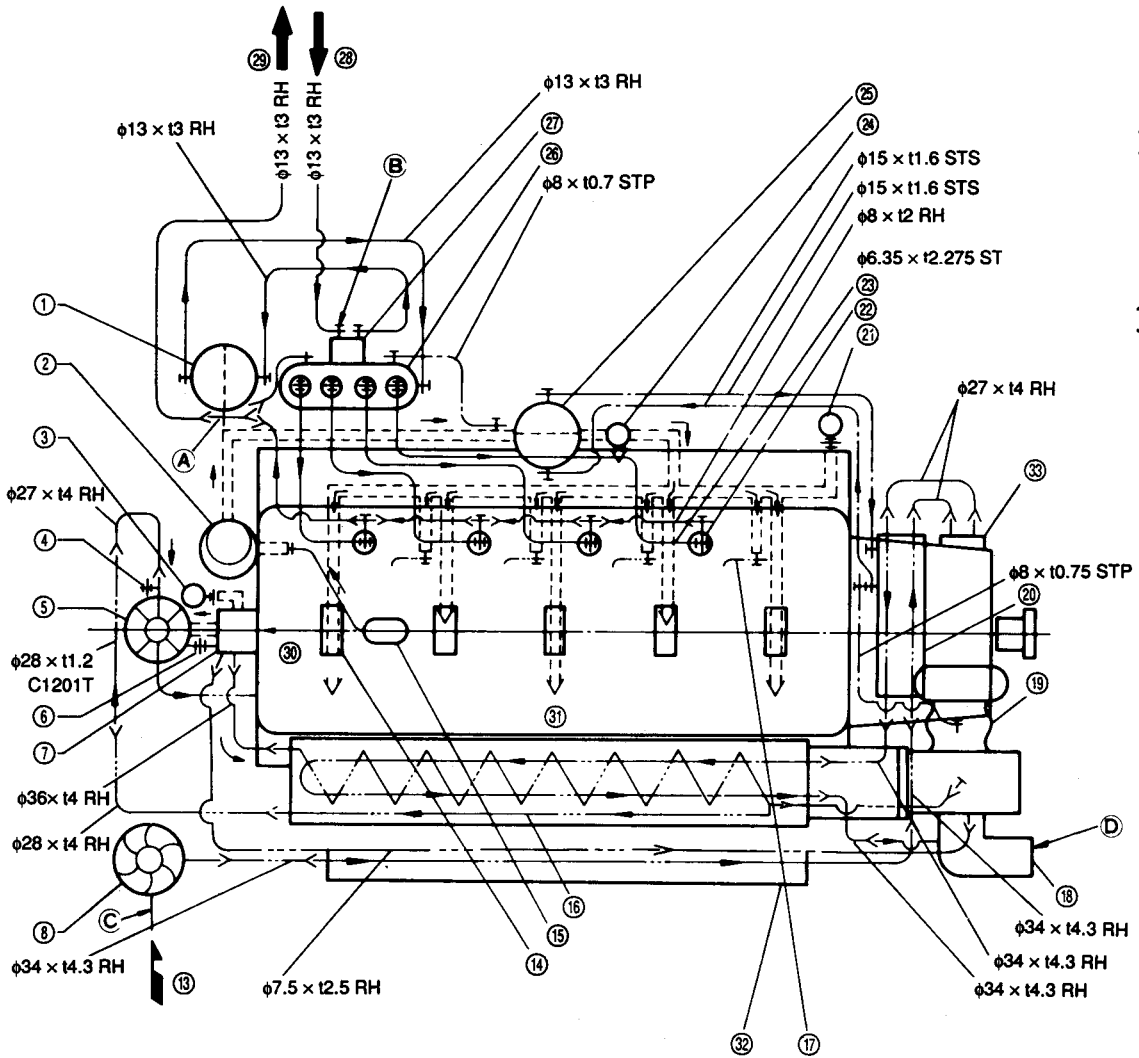 ㉙
㉘
φ13 × t3 RH
φ13 × t3 RH
φ13 × t3 RH
φ13 × t3 RH
㉗
㉖
Ⓑ
φ8 × t0.7 STP
㉕
㉔
φ15 × t1.6 STS
φ15 × t1.6 STS
φ8 × t2 RH
φ6.35 × t2.275 ST
㉓
㉒
㉑
①
②
③
Ⓐ
φ27 × t4 RH
φ27 × t4 RH
④
㉝
⑤
φ28 × t1.2
C1201T
φ8 × t0.75 STP
⑳
㉚
⑥
⑦
㉛
⑲
φ36× t4 RH
φ28 × t4 RH
Ⓓ
⑧
Ⓒ
⑯
⑮
⑭
⑱
φ34 × t4.3 RH
φ34 × t4.3 RH
⑬
φ7.5 × t2.5 RH
φ34 × t4.3 RH
φ34 × t4.3 RH
㉜
⑰